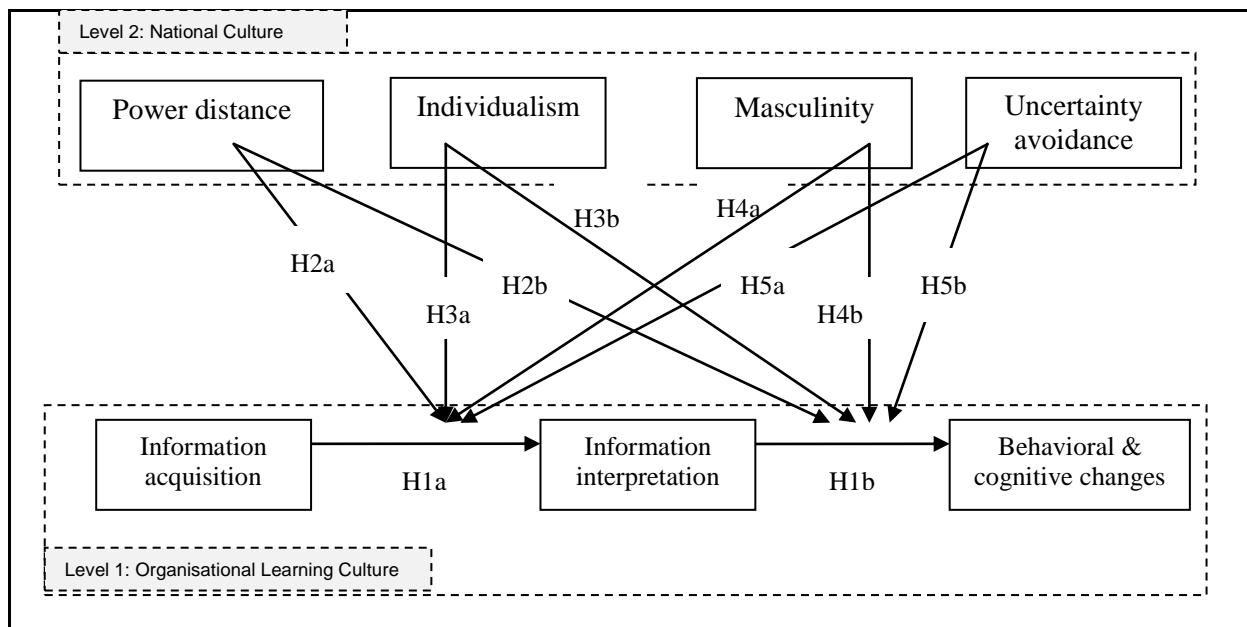 Level 2: National Culture
Power distance
Individualism
Masculinity
Uncertainty
avoidance
H3b
H4a
H2a
H2b
H5a
H5b
H3a
H4b
Information
acquisition
Information
interpretation
Behavioral &
cognitive changes
H1a
H1b
Level 1: Organisational Learning Culture